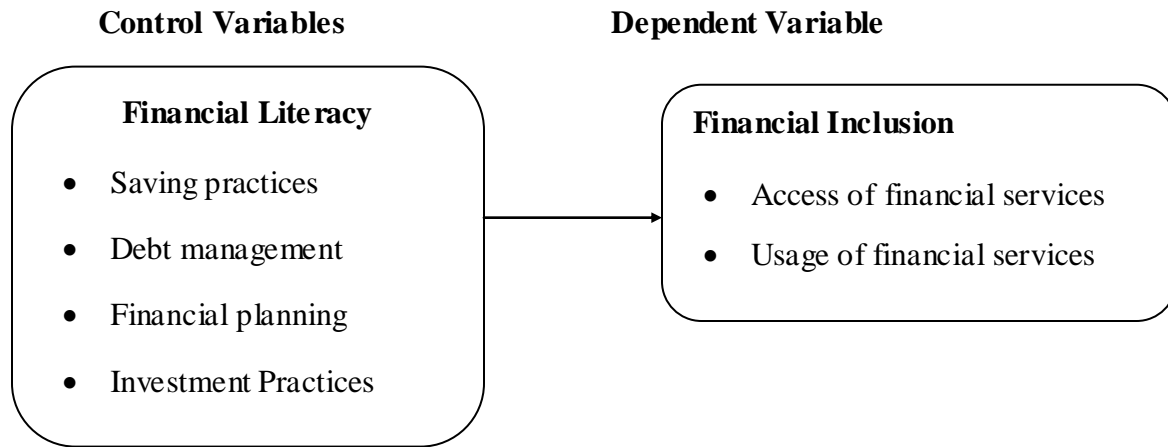 Control Variables
Dependent Variable
Financial Literacy
• Saving practices
• Debt management
• Financial planning
• Investment Practices
Financial Inclusion
• Access of financial services
• Usage of financial services